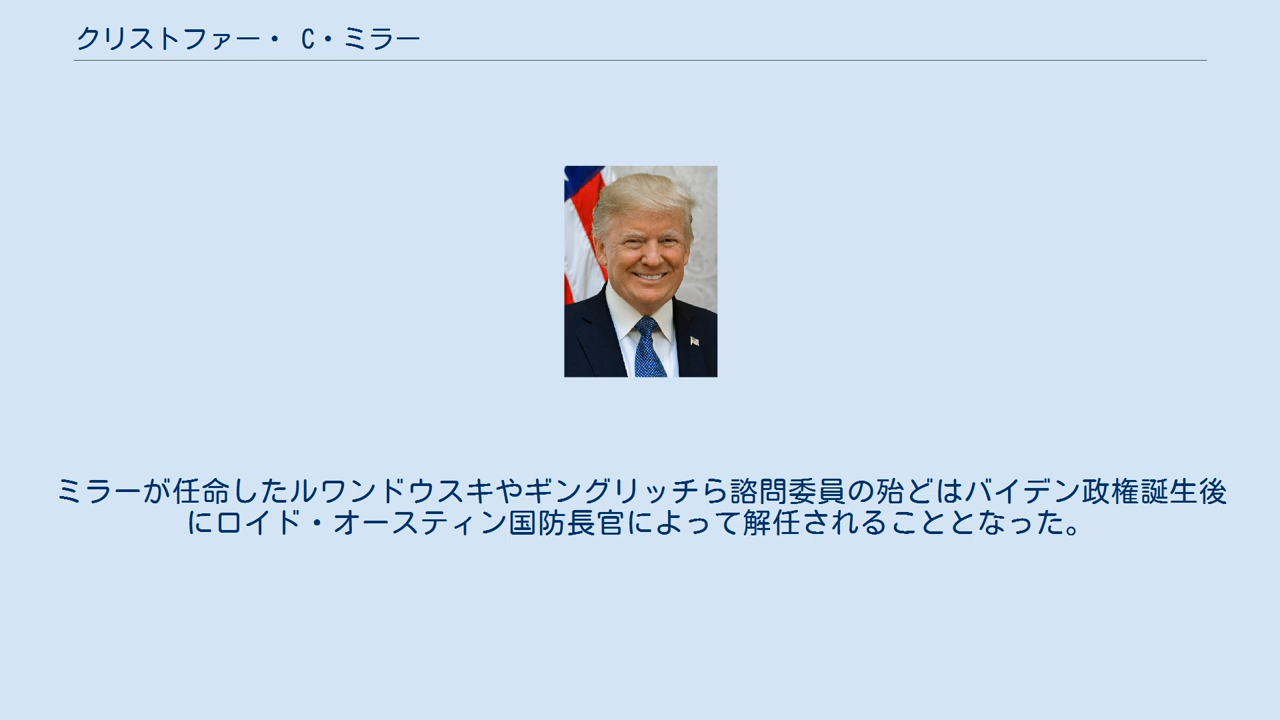 クリストファー・ C・ミラー
ミラーが任命したルワンドウスキやギングリッチら諮問委員の殆どはバイデン政権誕生後
にロイド・オースティン国防長官によって解任されることとなった。